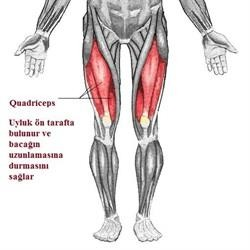 Quadriceps
Uyluk ön tarafta
bulunur ve
bacağın
uzunlamasına
durmasını
sağlar